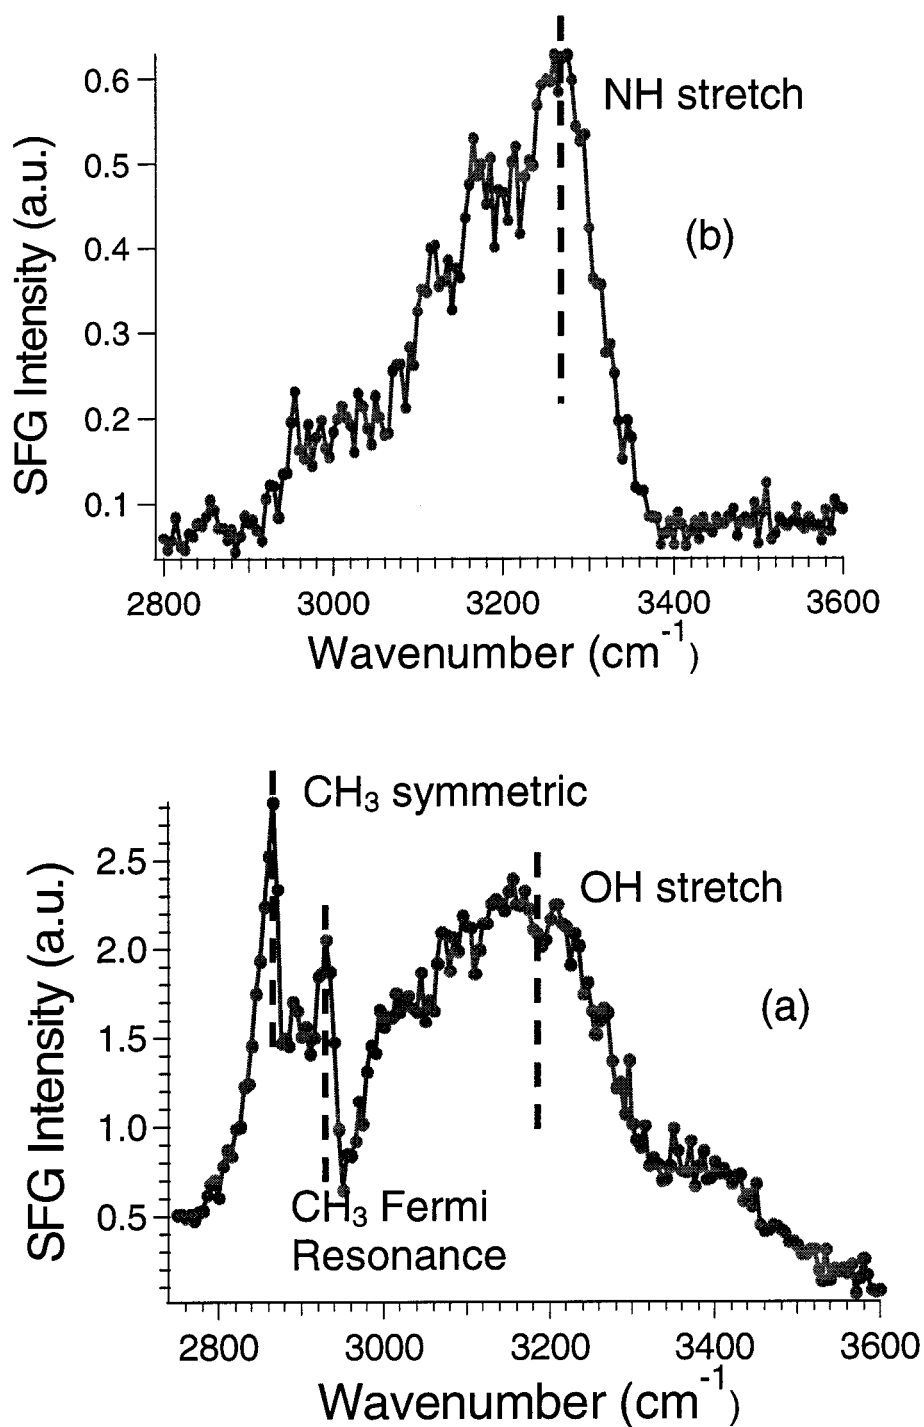 0.6
NH stretch
0.5
(b)
0.4
0.3
0.2
0.1
SFG Intensity (a.u.)
2800 3000 3200 3400 3600
Wavenumber (cm⁻¹)
CH₃ symmetric
2.5
OH stretch
2.0
(a)
1.5
1.0
CH₃ Fermi
Resonance
0.5
SFG Intensity (a.u.)
2800 3000 3200 3400 3600
Wavenumber (cm⁻¹)